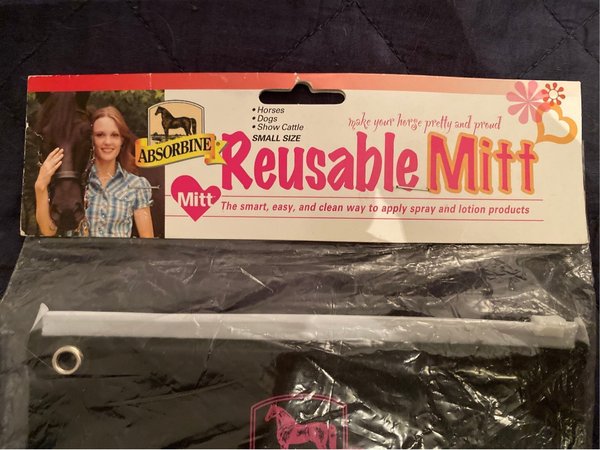 • Horses
• Dogs
• Show Cattle
SMALL SIZE
make your horse pretty and proud
ABSORBINE
Reusable Mitt
Mitt
The smart, easy, and clean way to apply spray and lotion products